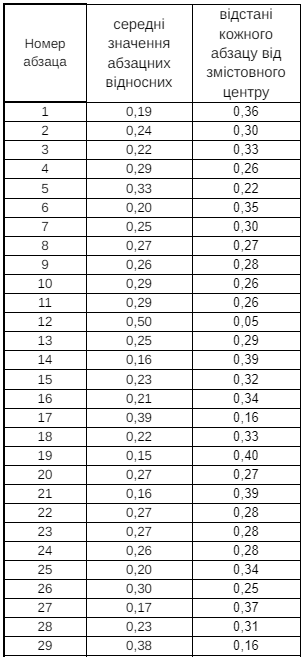 Номер абзаца | середні значення абзацних відносних | відстані кожного абзацу від змістовного центру
1 0,19 0,36
2 0,24 0,30
3 0,22 0,33
4 0,29 0,26
5 0,33 0,22
6 0,20 0,35
7 0,25 0,30
8 0,27 0,27
9 0,26 0,28
10 0,29 0,26
11 0,29 0,26
12 0,50 0,05
13 0,25 0,29
14 0,16 0,39
15 0,23 0,32
16 0,21 0,34
17 0,39 0,16
18 0,22 0,33
19 0,15 0,40
20 0,27 0,27
21 0,16 0,39
22 0,27 0,28
23 0,27 0,28
24 0,26 0,28
25 0,20 0,34
26 0,30 0,25
27 0,17 0,37
28 0,23 0,31
29 0,38 0,16